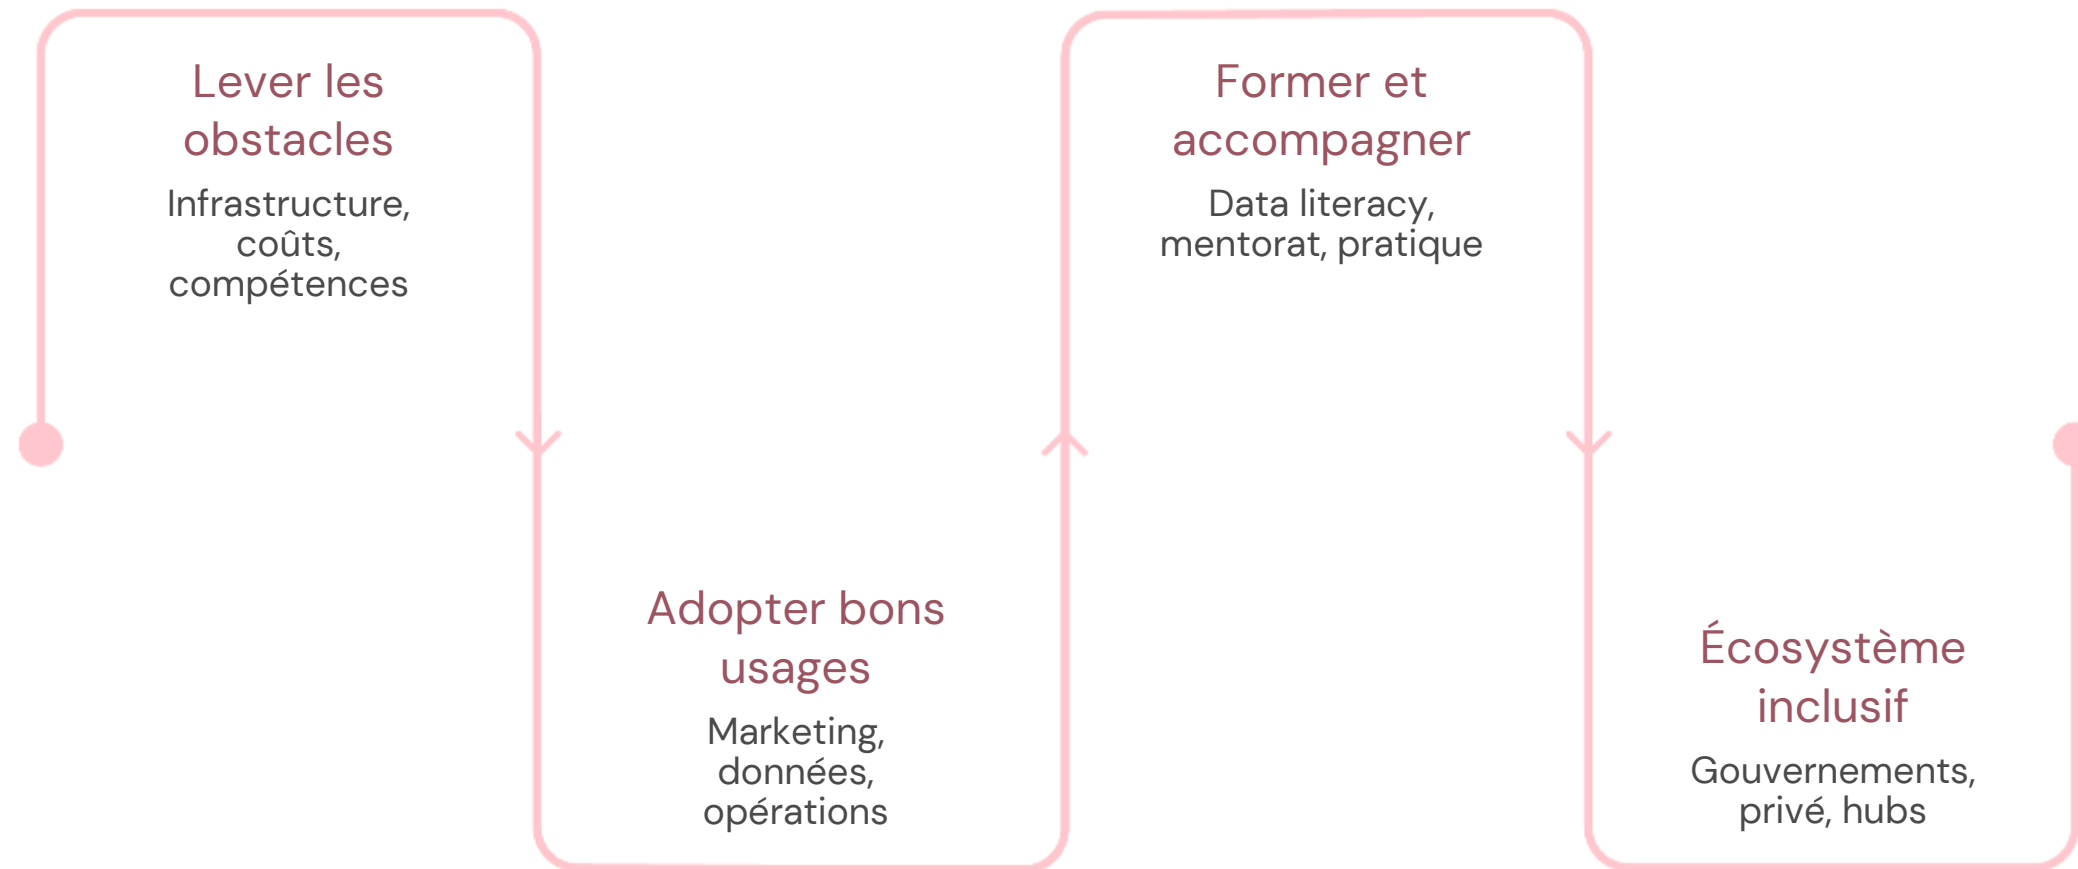 Lever les
obstacles
Infrastructure,
coûts,
compétences
Adopter bons
usages
Marketing,
données,
opérations
Former et
accompagner
Data literacy,
mentorat, pratique
Écosystème
inclusif
Gouvernements,
privé, hubs